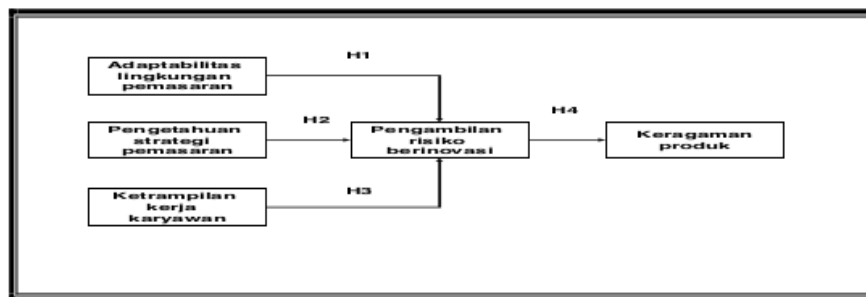 H1
Adaptabilitas
lingkungan
pemasaran
H2
Pengetahuan
strategi
pemasaran
Pengambilan
risiko
berinovasi
H4
Keragaman
produk
H3
Ketrampilan
kerja
karyawan